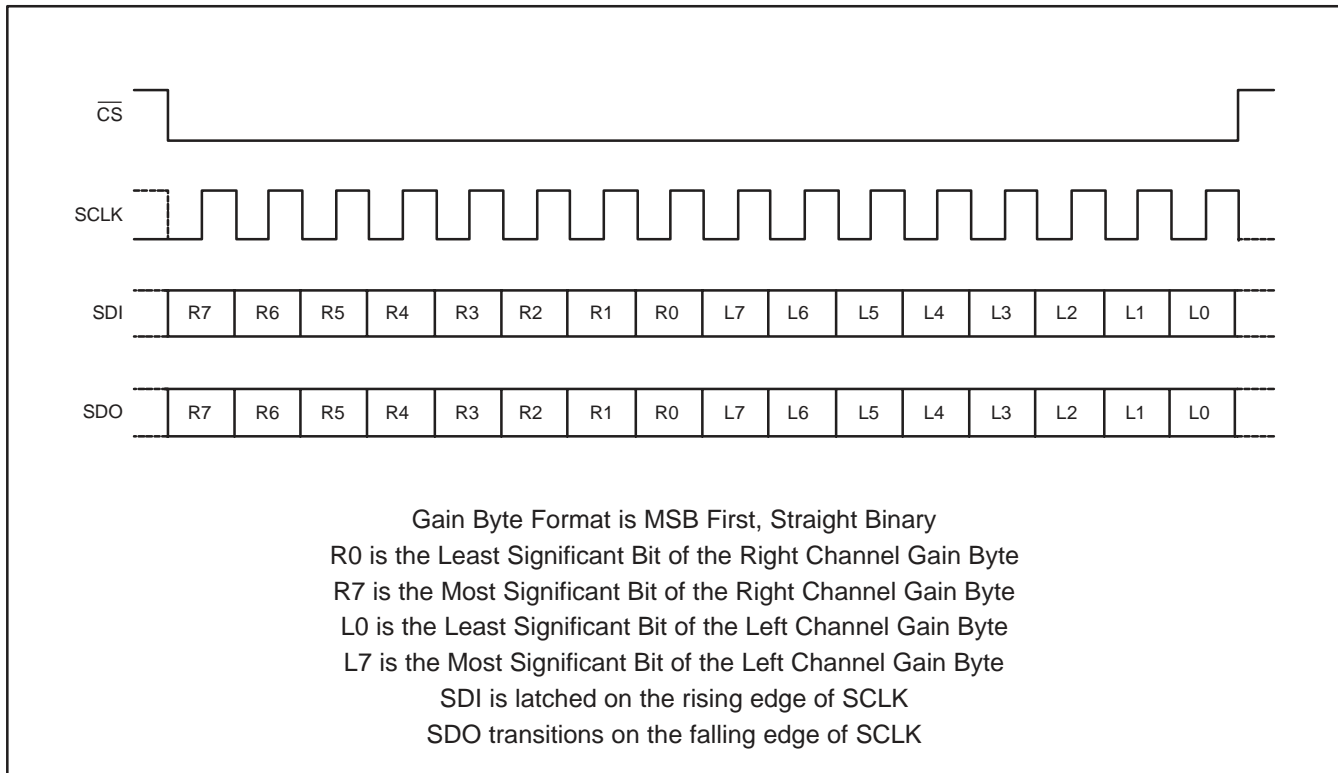 CS
SCLK
SDI R7 R6 R5 R4 R3 R2 R1 R0 L7 L6 L5 L4 L3 L2 L1 L0
SDO R7 R6 R5 R4 R3 R2 R1 R0 L7 L6 L5 L4 L3 L2 L1 L0
Gain Byte Format is MSB First, Straight Binary
R0 is the Least Significant Bit of the Right Channel Gain Byte
R7 is the Most Significant Bit of the Right Channel Gain Byte
L0 is the Least Significant Bit of the Left Channel Gain Byte
L7 is the Most Significant Bit of the Left Channel Gain Byte
SDI is latched on the rising edge of SCLK
SDO transitions on the falling edge of SCLK